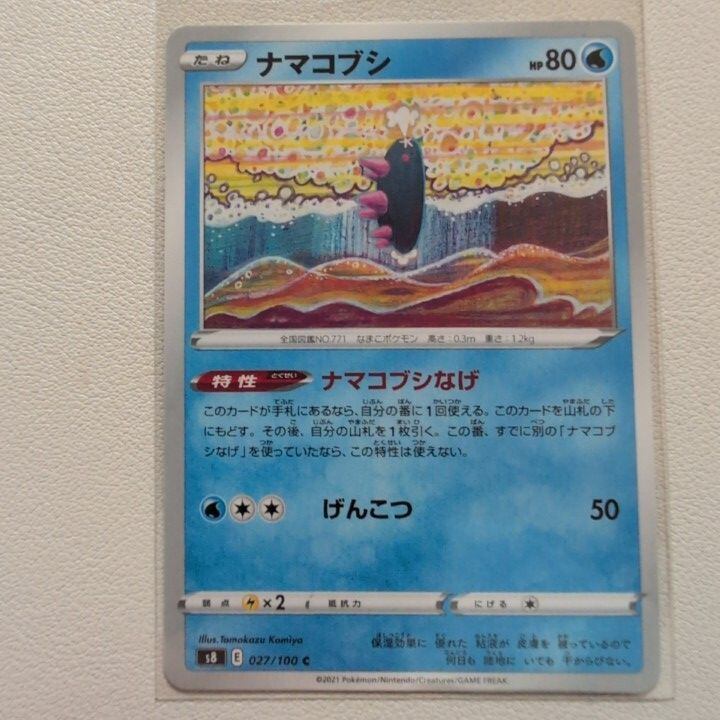 たね ナマコブシ HP80
全国図鑑NO.771 なまこポケモン 高さ：0.3m 重さ：1.2kg
特性 とくせい ナマコブシなげ
このカードが手札にあるなら、自分の番に1回使える。このカードを山札の下
にもどす。その後、自分の山札を1枚引く。この番、すでに別の「ナマコブ
シなげ」を使っていたなら、この特性は使えない。
げんこつ 50
弱点 ×2 抵抗力 にげる
Illus.Tomokazu Komiya
保湿効果に 優れた 粘液が 皮膚を 覆っているので
何日も 陸地に いても 干からびない。
s8 E 027/100 C
©2021 Pokémon/Nintendo/Creatures/GAME FREAK